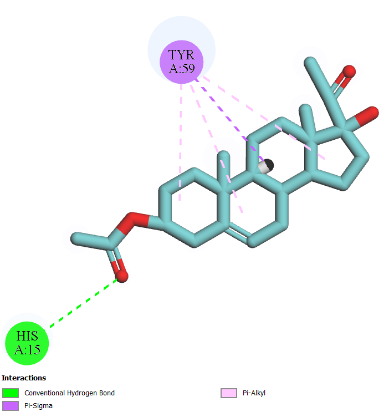 TYR
A:59
HIS
A:15
Interactions
Conventional Hydrogen Bond
Pi-Sigma
Pi-Alkyl